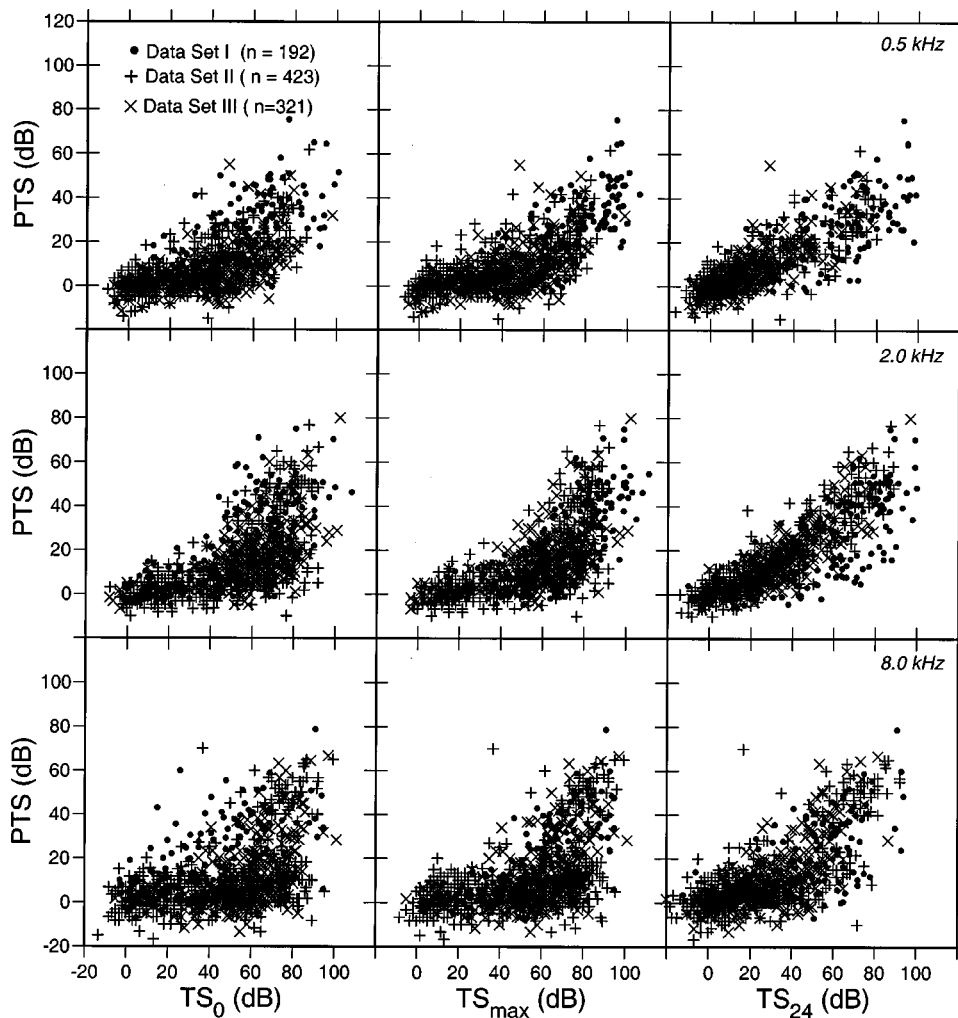 120
100
80
60
40
20
0
PTS (dB)
● Data Set I (n = 192)
+ Data Set II ( n = 423)
× Data Set III ( n=321)
0.5 kHz
100
80
60
40
20
0
PTS (dB)
2.0 kHz
100
80
60
40
20
0
-20
PTS (dB)
8.0 kHz
-20 0 20 40 60 80 100
0 20 40 60 80 100
0 20 40 60 80 100
TS0 (dB)
TSmax (dB)
TS24 (dB)